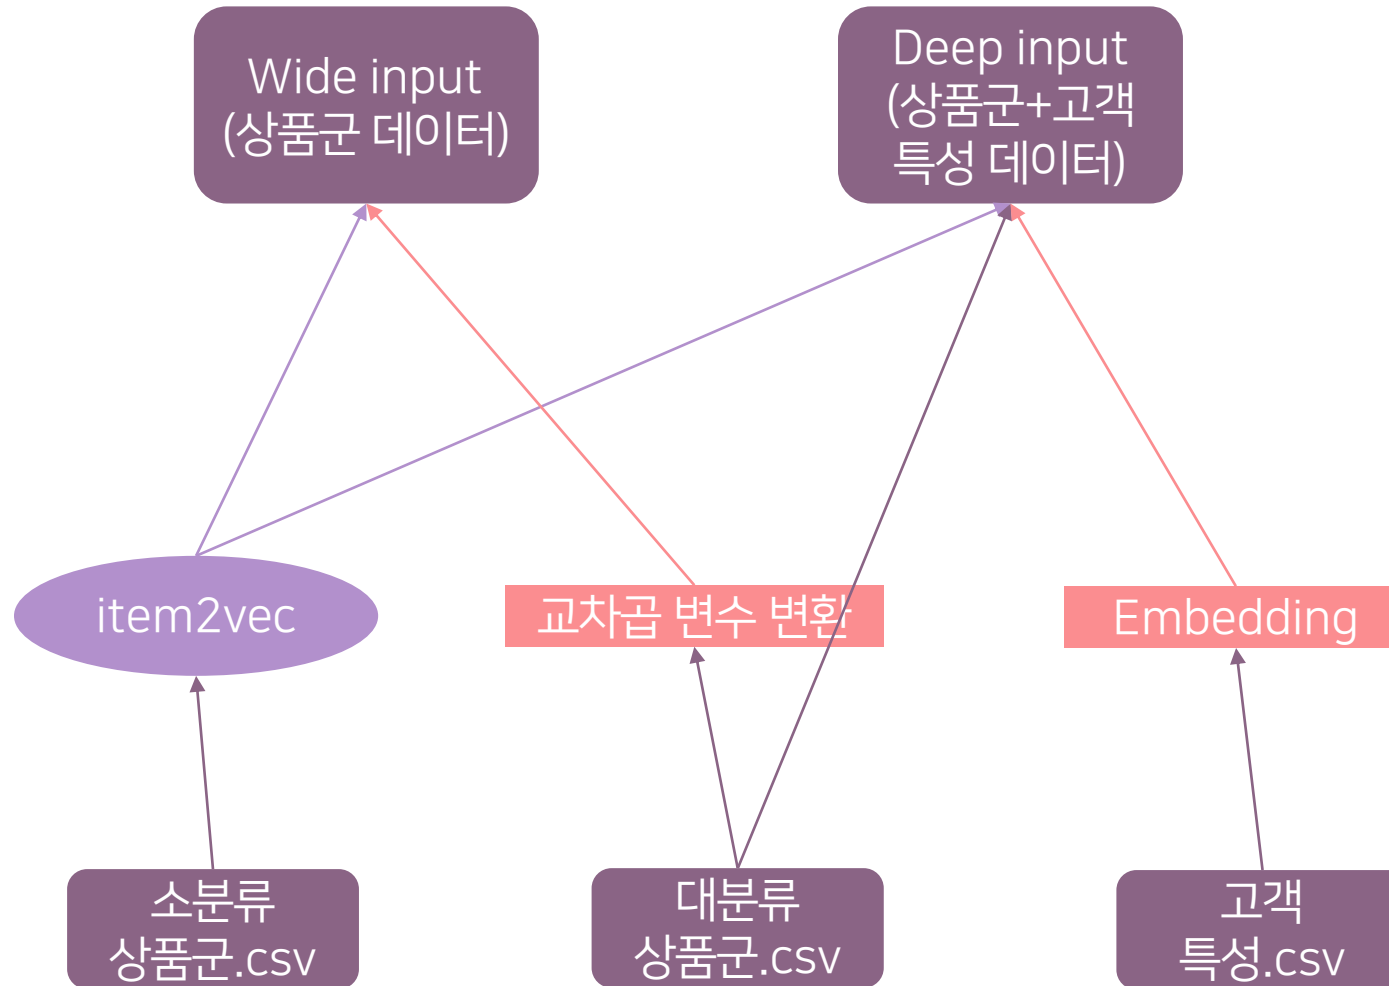 Wide input
(상품군 데이터)
Deep input
(상품군+고객
특성 데이터)
item2vec
교차곱 변수 변환
Embedding
소분류
상품군.csv
대분류
상품군.csv
고객
특성.csv